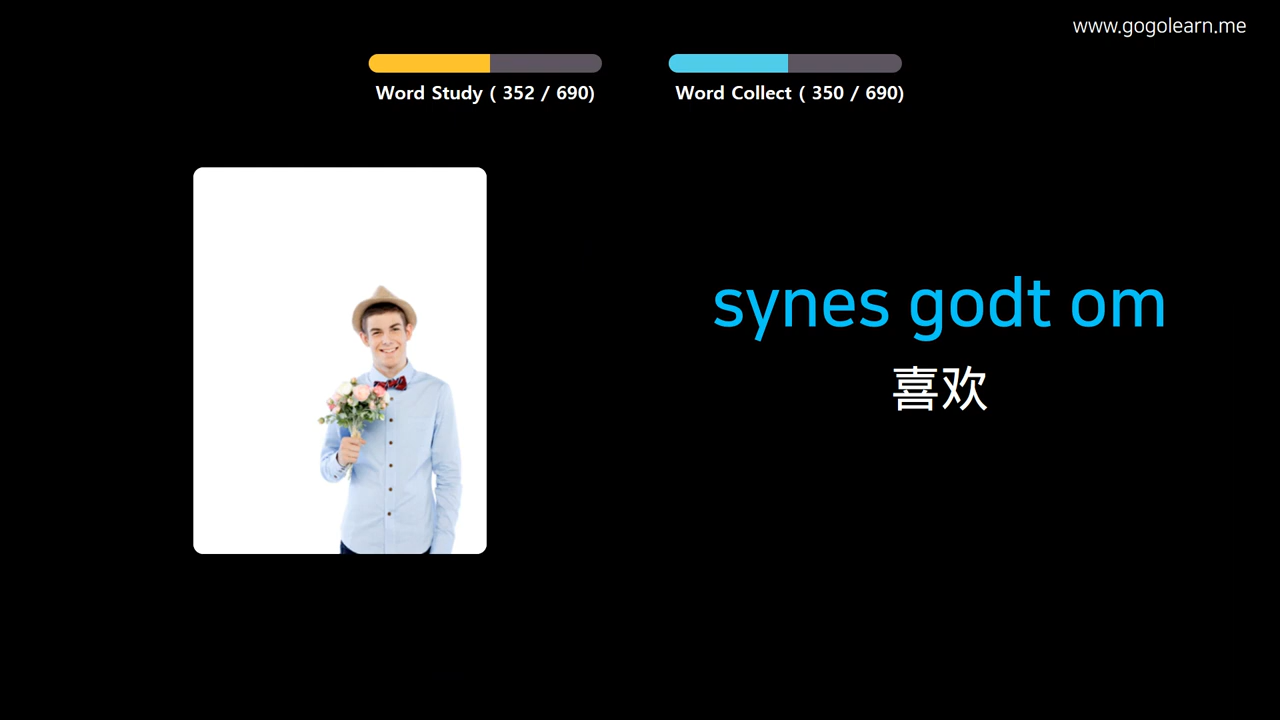 www.gogolearn.me
Word Study ( 352 / 690)
Word Collect ( 350 / 690)
synes godt om
喜欢